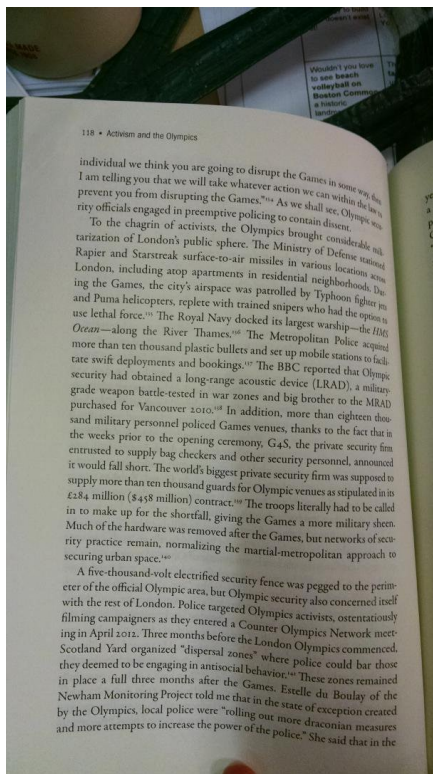 MADE
Wouldn't you love
to see beach
volleyball on
Boston Common
a historic
118 • Activism and the Olympics
individual we think you are going to disrupt the Games in some way, then
I am telling you that we will take whatever action we can within the law to
prevent you from disrupting the Games."¹³⁴ As we shall see, Olympic secu-
rity officials engaged in preemptive policing to contain dissent.
To the chagrin of activists, the Olympics brought considerable mili-
tarization of London's public sphere. The Ministry of Defense stationed
Rapier and Starstreak surface-to-air missiles in various locations across
London, including atop apartments in residential neighborhoods. Dur-
ing the Games, the city's airspace was patrolled by Typhoon fighter jets
and Puma helicopters, replete with trained snipers who had the option to
use lethal force.¹³⁵ The Royal Navy docked its largest warship—the HMS
Ocean—along the River Thames.¹³⁶ The Metropolitan Police acquired
more than ten thousand plastic bullets and set up mobile stations to facili-
tate swift deployments and bookings.¹³⁷ The BBC reported that Olympic
security had obtained a long-range acoustic device (LRAD), a military-
grade weapon battle-tested in war zones and big brother to the MRAD
purchased for Vancouver 2010.¹³⁸ In addition, more than eighteen thou-
sand military personnel policed Games venues, thanks to the fact that in
the weeks prior to the opening ceremony, G4S, the private security firm
entrusted to supply bag checkers and other security personnel, announced
it would fall short. The world's biggest private security firm was supposed to
supply more than ten thousand guards for Olympic venues as stipulated in its
£284 million ($458 million) contract.¹³⁹ The troops literally had to be called
in to make up for the shortfall, giving the Games a more military sheen.
Much of the hardware was removed after the Games, but networks of secu-
rity practice remain, normalizing the martial-metropolitan approach to
securing urban space.¹⁴⁰
A five-thousand-volt electrified security fence was pegged to the perim-
eter of the official Olympic area, but Olympic security also concerned itself
with the rest of London. Police targeted Olympics activists, ostentatiously
filming campaigners as they entered a Counter Olympics Network meet-
ing in April 2012. Three months before the London Olympics commenced,
Scotland Yard organized "dispersal zones" where police could bar those
they deemed to be engaging in antisocial behavior.¹⁴¹ These zones remained
in place a full three months after the Games. Estelle du Boulay of the
Newham Monitoring Project told me that in the state of exception created
by the Olympics, local police were "rolling out more draconian measures
and more attempts to increase the power of the police." She said that in the